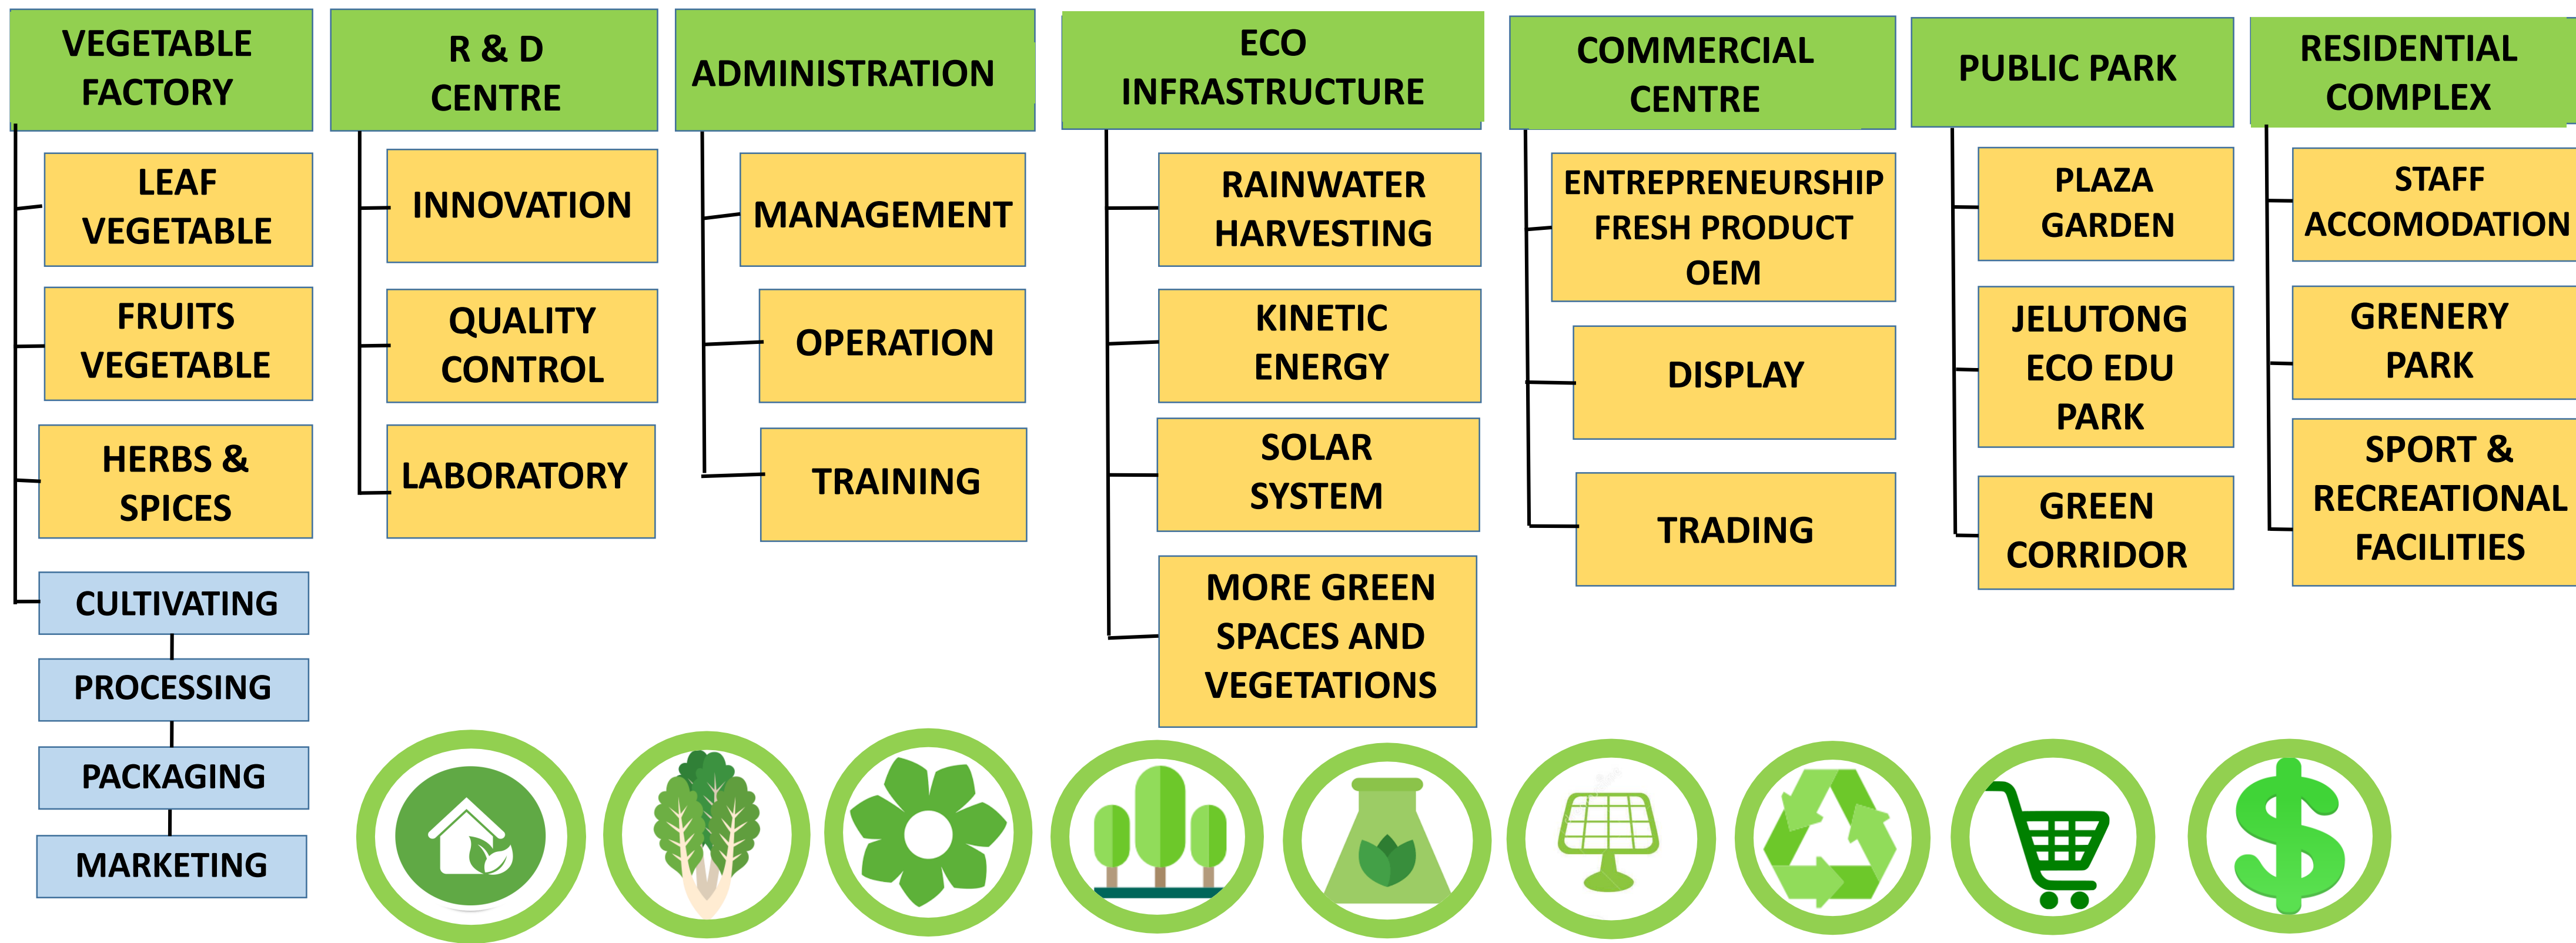 VEGETABLE
FACTORY
LEAF
VEGETABLE
FRUITS
VEGETABLE
HERBS &
SPICES
CULTIVATING
PROCESSING
PACKAGING
MARKETING
R & D
CENTRE
INNOVATION
QUALITY
CONTROL
LABORATORY
ADMINISTRATION
MANAGEMENT
OPERATION
TRAINING
ECO
INFRASTRUCTURE
RAINWATER
HARVESTING
KINETIC
ENERGY
SOLAR
SYSTEM
MORE GREEN
SPACES AND
VEGETATIONS
COMMERCIAL
CENTRE
ENTREPRENEURSHIP
FRESH PRODUCT
OEM
DISPLAY
TRADING
PUBLIC PARK
PLAZA
GARDEN
JELUTONG
ECO EDU
PARK
GREEN
CORRIDOR
RESIDENTIAL
COMPLEX
STAFF
ACCOMODATION
GRENERY
PARK
SPORT &
RECREATIONAL
FACILITIES
$